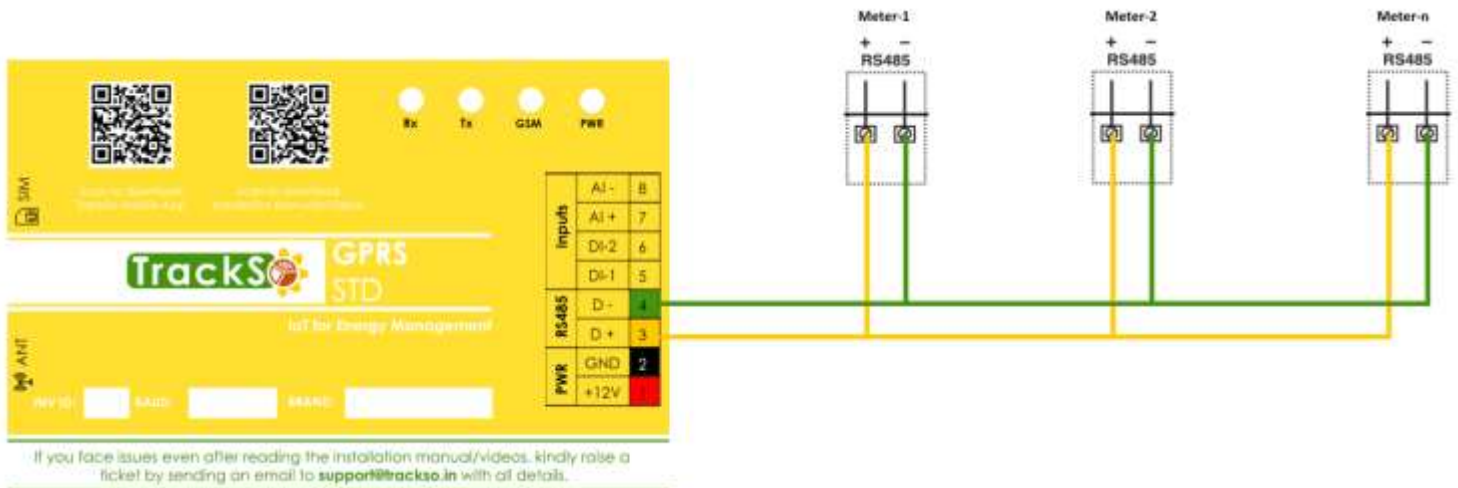 Meter-1
Meter-2
Meter-n
+ −
+ −
+ −
RS485
RS485
RS485
Rx
Tx
GSM
PWR
SIM
Inputs
AI - 8
AI + 7
DI-2 6
DI-1 5
TrackSo
GPRS
STD
IoT for Energy Management
RS485
D - 4
D + 3
ANT
PWR
GND 2
+12V 1
INV ID:
BAUD:
BRAND:
If you face issues even after reading the installation manual/videos, kindly raise a
ticket by sending an email to support@trackso.in with all details.